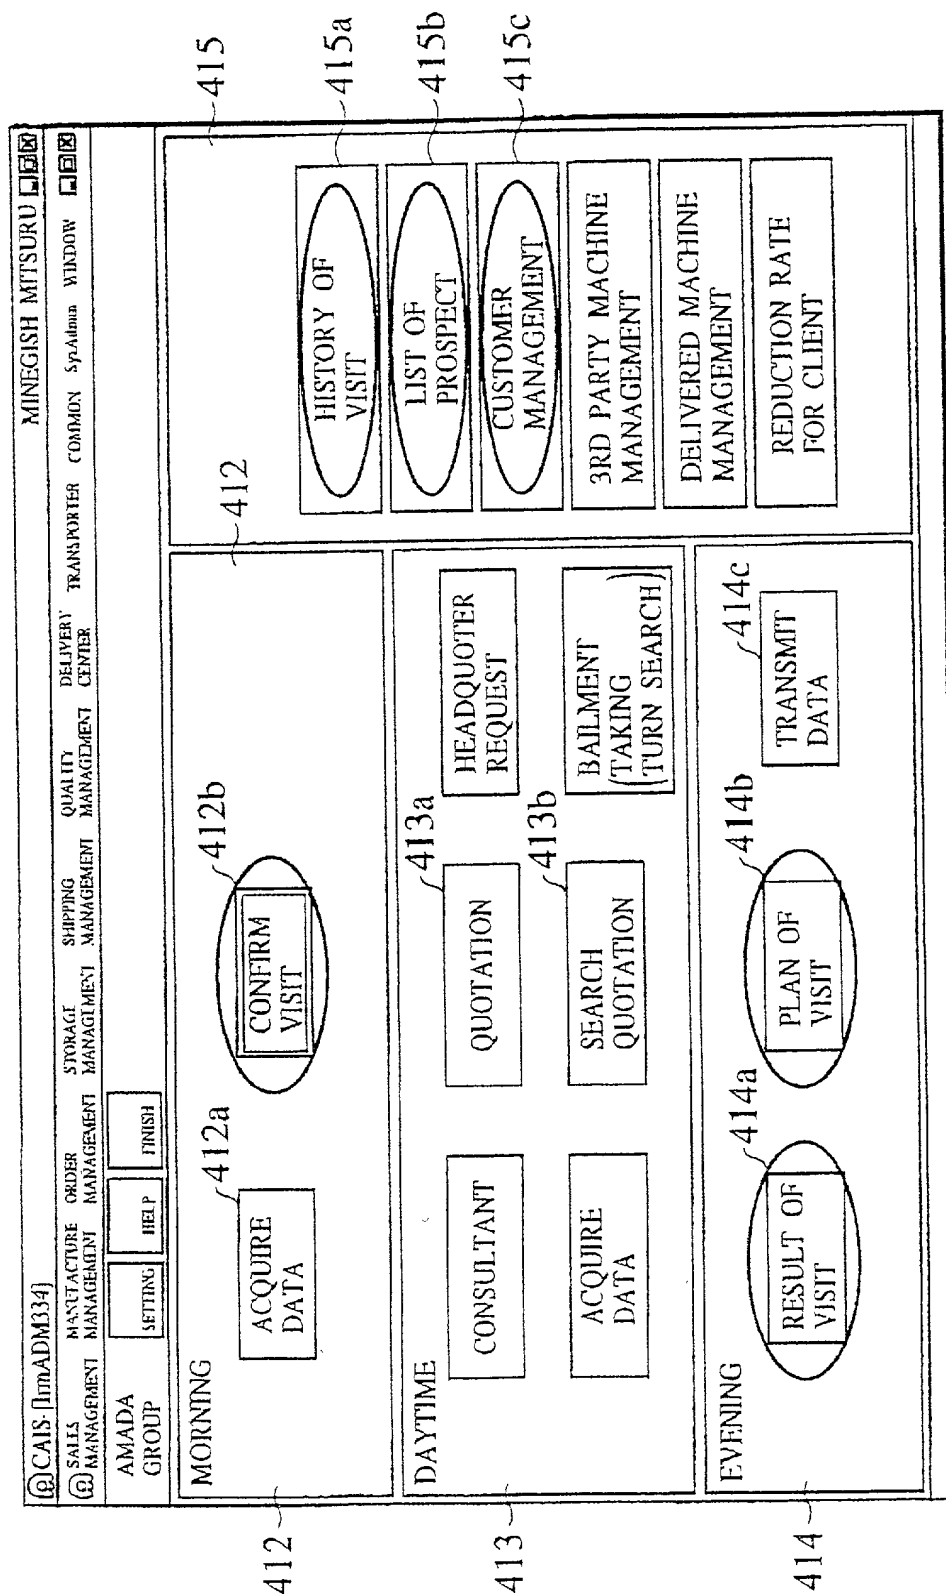 @CAIS-[frmADM334]
MINEGISH MITSURU
@ SALES MANAGEMENT
MANUFACTURE MANAGEMENT
ORDER MANAGEMENT
STORAGE MANAGEMENT
SHIPPING MANAGEMENT
QUALITY MANAGEMENT
DELIVERY CENTER
TRANSPORTER
COMMON
SysAdmin
WINDOW
AMADA
GROUP
SETTING
HELP
FINISH
MORNING
412
412
ACQUIRE
DATA
412a
CONFIRM
VISIT
412b
DAYTIME
413
CONSULTANT
QUOTATION
413a
HEADQUOTER
REQUEST
ACQUIRE
DATA
SEARCH
QUOTATION
413b
BAILMENT
(TAKING
TURN SEARCH)
EVENING
414
RESULT OF
VISIT
414a
PLAN OF
VISIT
414b
TRANSMIT
DATA
414c
415
HISTORY OF
VISIT
415a
LIST OF
PROSPECT
415b
CUSTOMER
MANAGEMENT
415c
3RD PARTY MACHINE
MANAGEMENT
DELIVERED MACHINE
MANAGEMENT
REDUCTION RATE
FOR CLIENT